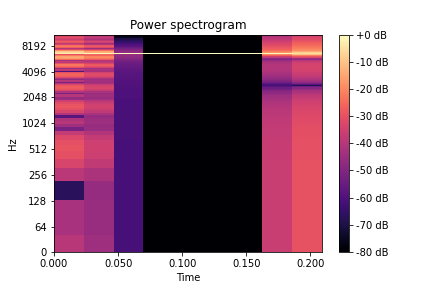 Power spectrogram
8192
4096
2048
1024
512
256
128
64
0
Hz
0.000 0.050 0.100 0.150 0.200
Time
+0 dB
-10 dB
-20 dB
-30 dB
-40 dB
-50 dB
-60 dB
-70 dB
-80 dB